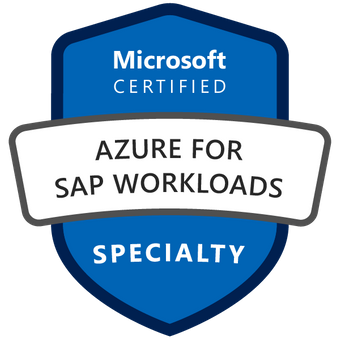 Microsoft
CERTIFIED
AZURE FOR
SAP WORKLOADS
SPECIALTY